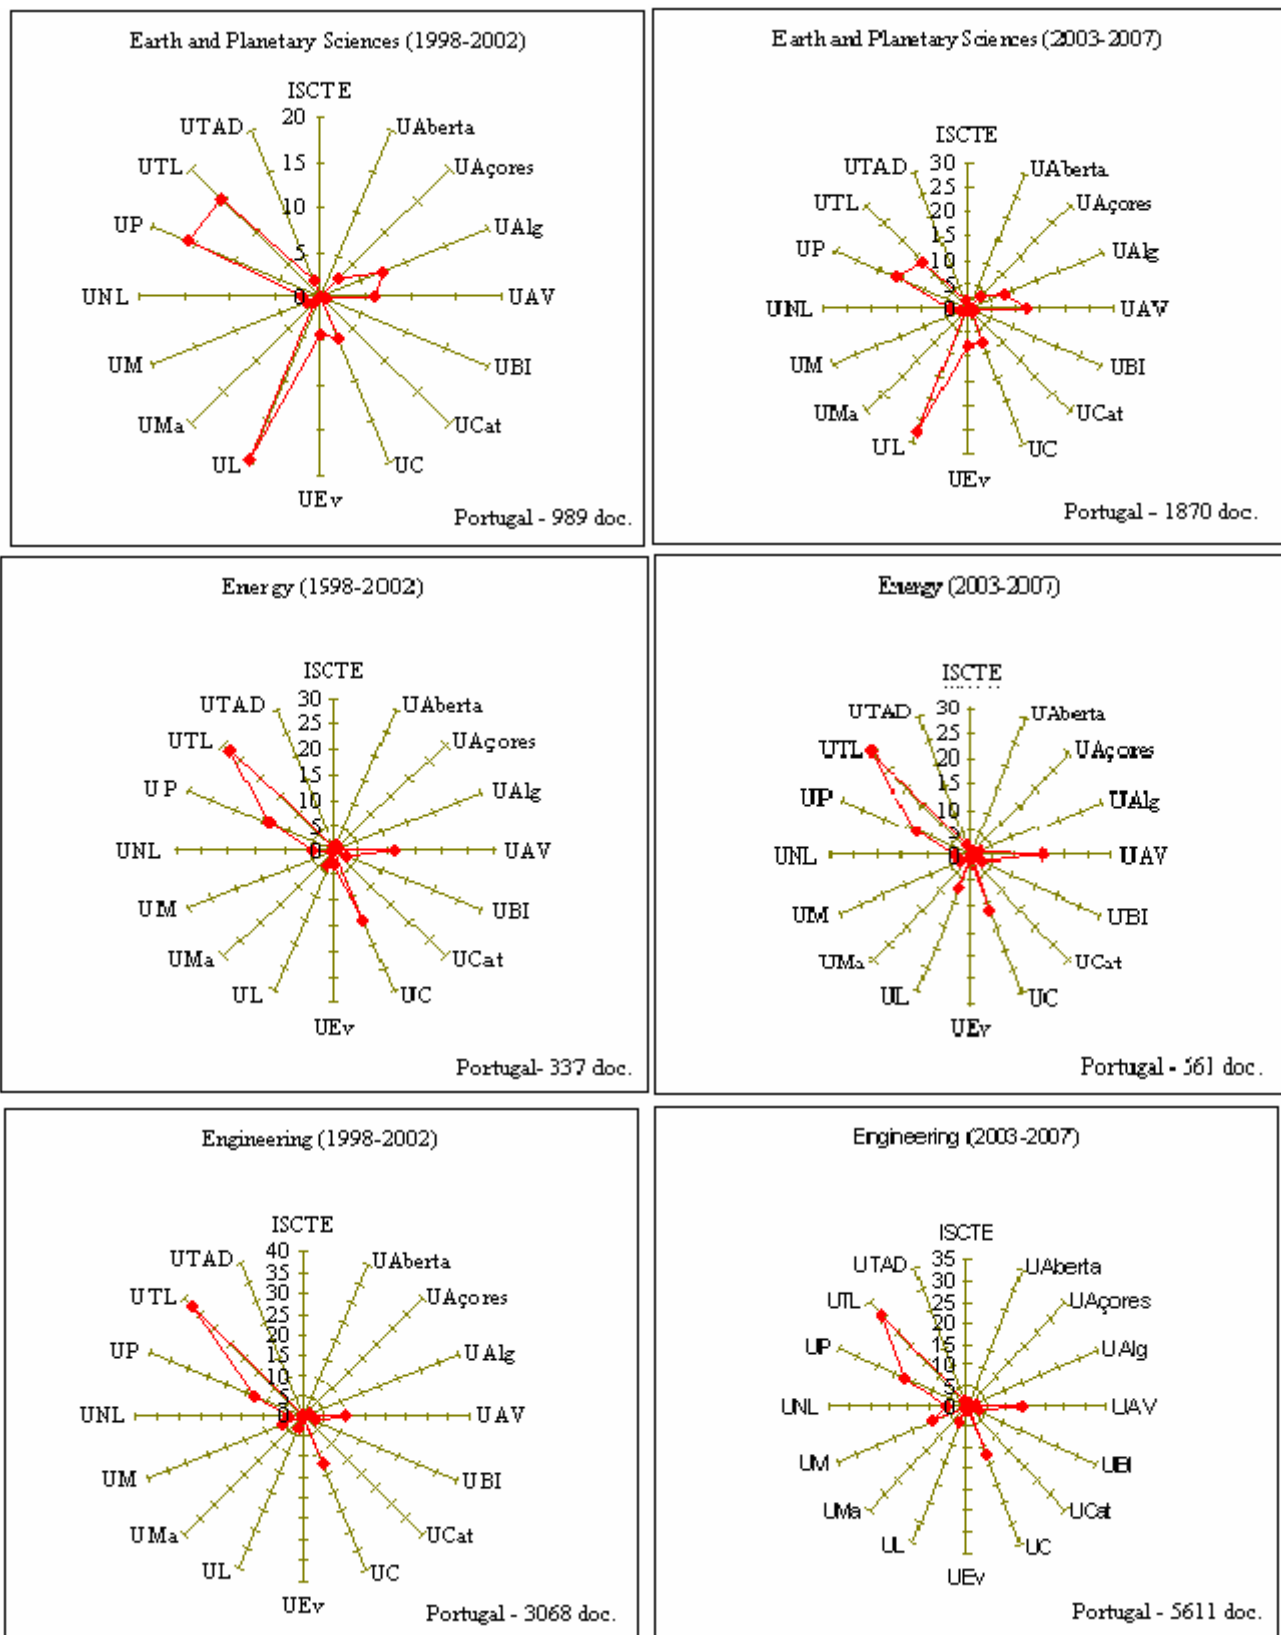 Earth and Planetary Sciences (1998-2002)
ISCTE
20
UTAD
UAberta
15
UTL
UAçores
10
UP
UAlg
5
UNL
0
UAV
UM
UBI
UMa
UCat
UL
UC
UEv
Portugal - 989 doc.
Earth and Planetary Sciences (2003-2007)
ISCTE
30
UTAD
UAberta
25
20
UTL
UAçores
15
UP
10
UAlg
5
UNL
0
UAV
UM
UBI
UMa
UCat
UL
UC
UEv
Portugal - 1870 doc.
Energy (1998-2002)
ISCTE
30
UTAD
UAberta
25
20
UTL
UAçores
15
UP
10
UAlg
5
UNL
0
UAV
UM
UBI
UMa
UCat
UL
UC
UEv
Portugal- 337 doc.
Energy (2003-2007)
ISCTE
30
UTAD
UAberta
25
20
UTL
UAçores
15
UP
10
UAlg
5
UNL
0
UAV
UM
UBI
UMa
UCat
UL
UC
UEv
Portugal - 561 doc.
Engineering (1998-2002)
ISCTE
40
UTAD
UAberta
35
30
UTL
UAçores
25
20
UP
15
UAlg
10
5
UNL
0
UAV
UM
UBI
UMa
UCat
UL
UC
UEv
Portugal - 3068 doc.
Engineering (2003-2007)
ISCTE
35
UTAD
UAberta
30
25
UTL
UAçores
20
15
UP
UAlg
10
5
UNL
0
UAV
UM
UBI
UMa
UCat
UL
UC
UEv
Portugal - 5611 doc.